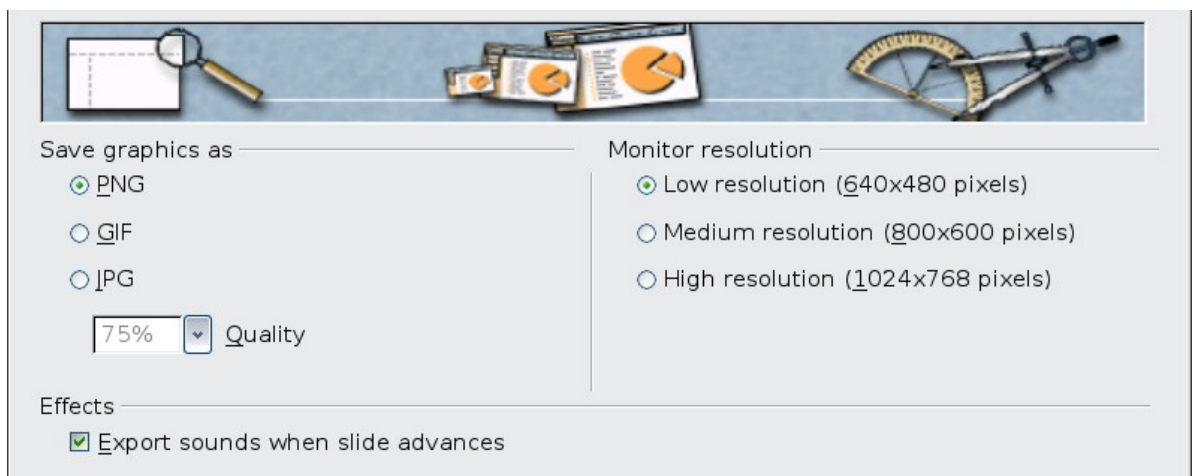 Save graphics as
PNG
GIF
JPG
75% Quality
Monitor resolution
Low resolution (640x480 pixels)
Medium resolution (800x600 pixels)
High resolution (1024x768 pixels)
Effects
Export sounds when slide advances